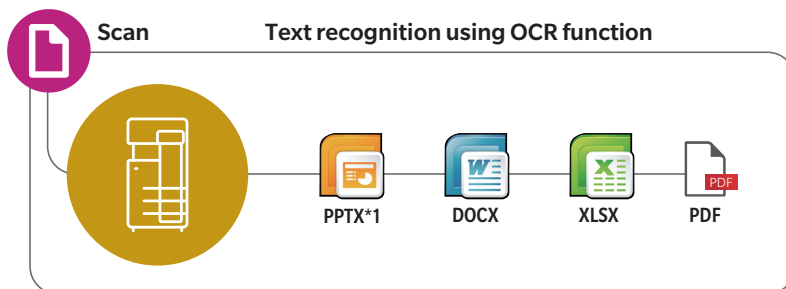 Scan
Text recognition using OCR function
W
X
PDF
PPTX*1
DOCX
XLSX
PDF